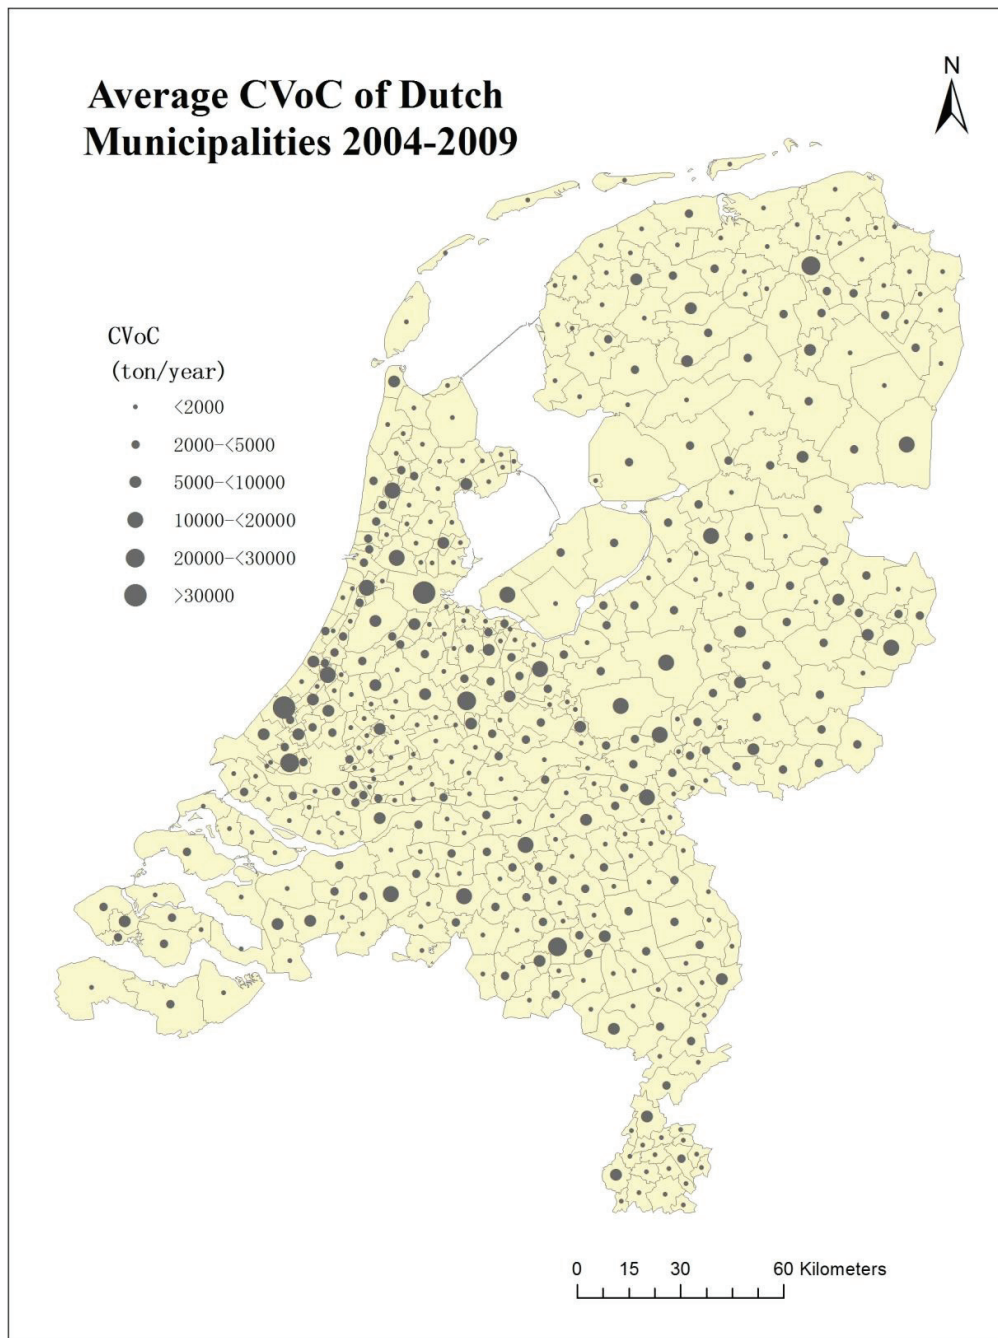 Average CVoC of Dutch
Municipalities 2004-2009
N
CVoC
(ton/year)
<2000
2000-<5000
5000-<10000
10000-<20000
20000-<30000
>30000
0 15 30 60 Kilometers